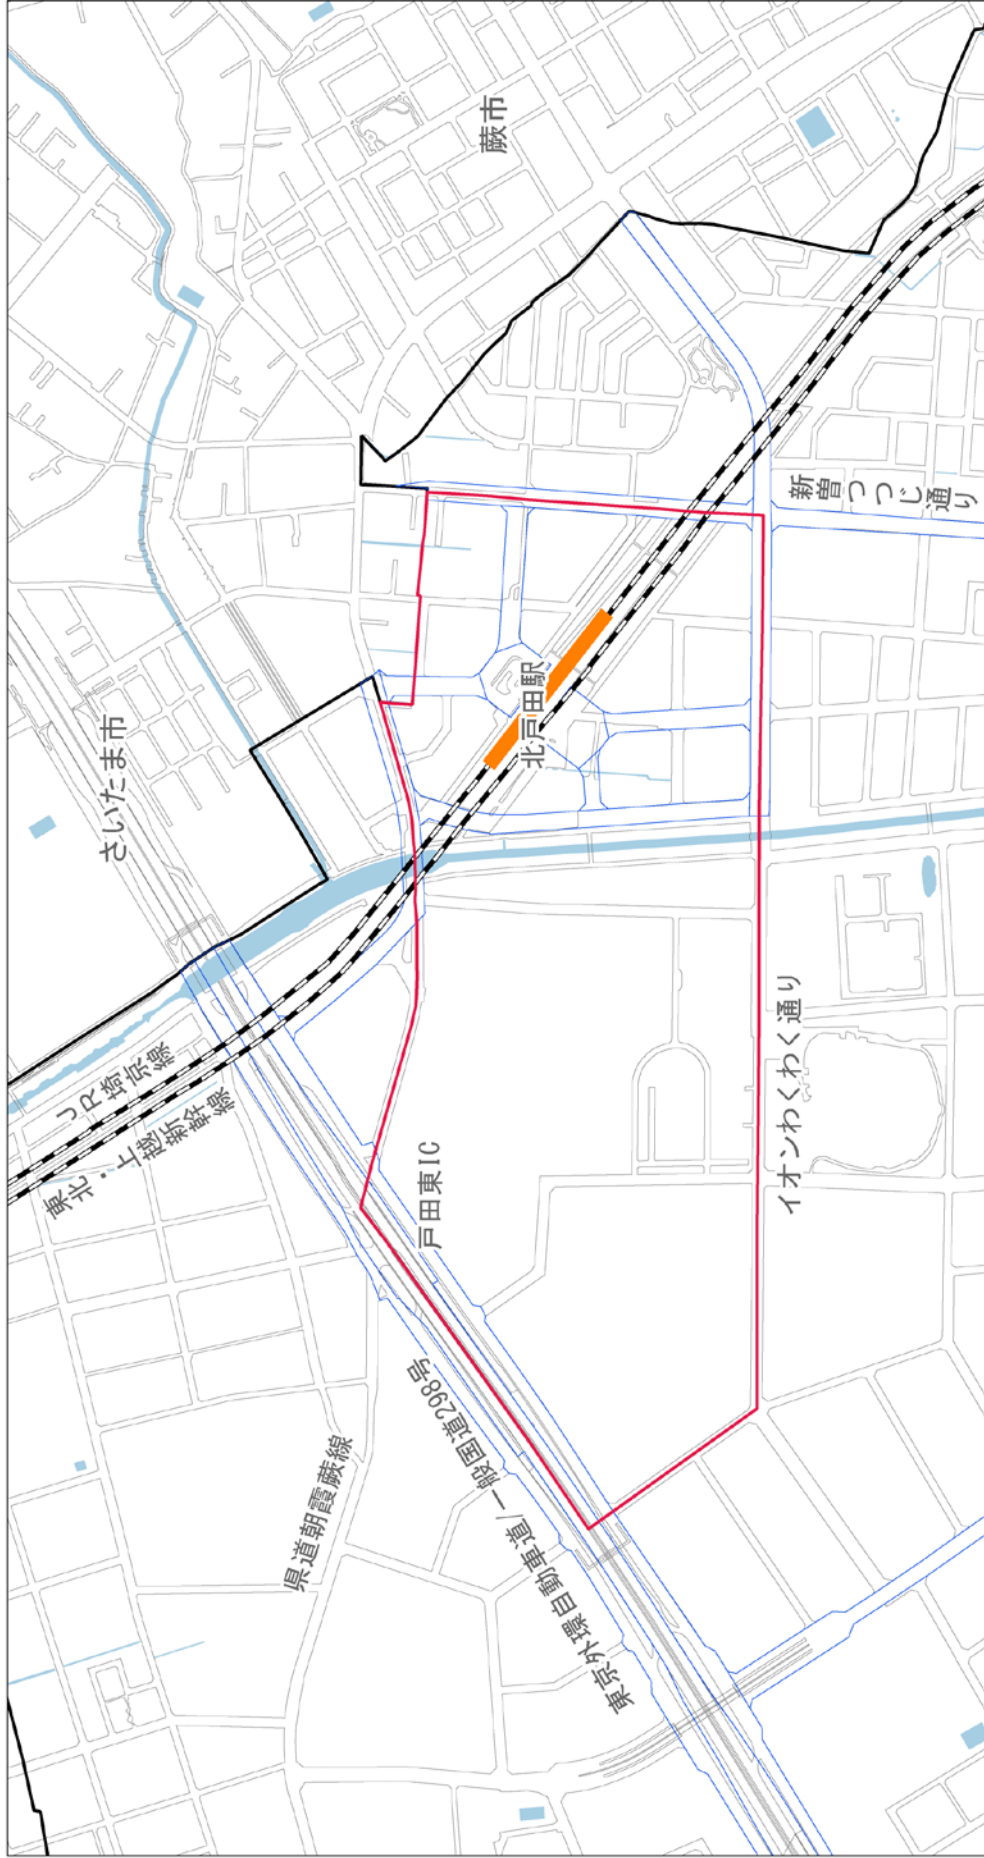 さいたま市
蕨市
JR埼京線
東北・上越新幹線
北戸田駅
新曽つつじ通り
戸田東IC
イオンわくわく通り
県道朝霞蕨線
東京外環自動車道/一般国道298号